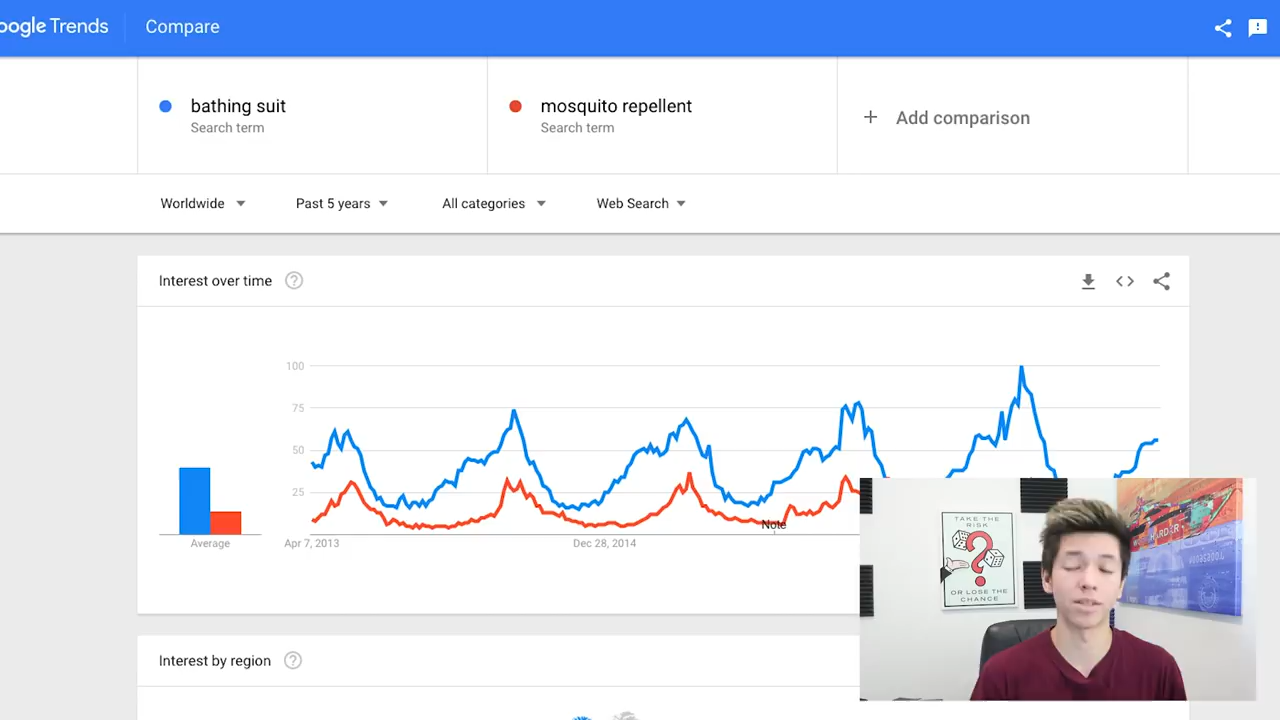 oogle Trends
Compare
bathing suit
Search term
mosquito repellent
Search term
+ Add comparison
Worldwide
Past 5 years
All categories
Web Search
Interest over time ?
100
75
50
25
Note
Average
Apr 7, 2013
Dec 28, 2014
Interest by region ?
TAKE THE
RISK
?
OR LOSE THE
CHANCE